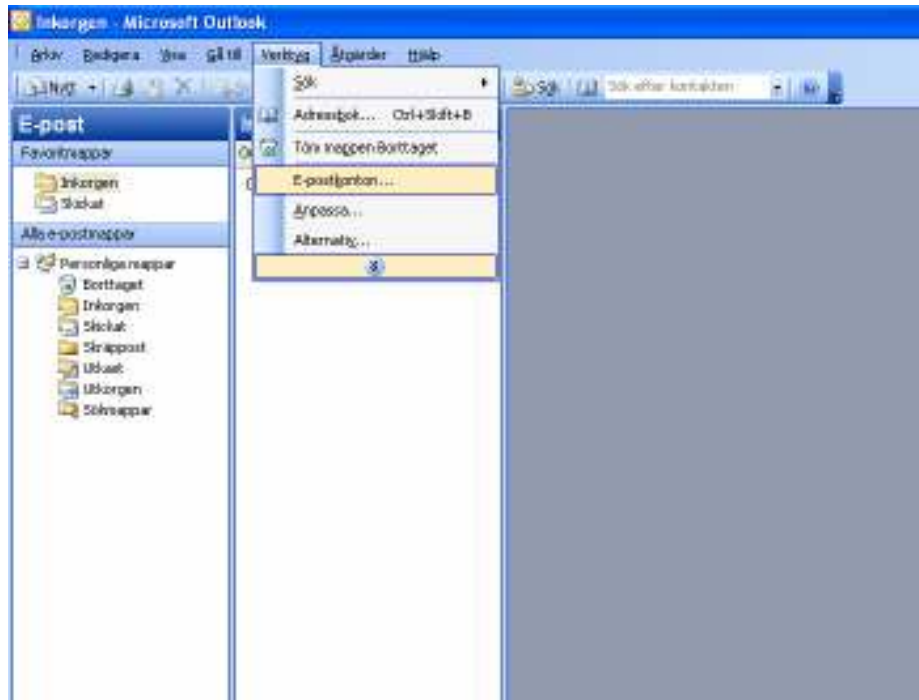 Inkorgen - Microsoft Outlook
Arkiv Redigera Visa Gå till Verktyg Åtgärder Hjälp
Nytt Sök Sök efter kontakten
E-post
Favoritmappar
Inkorgen
Skickat
Alla e-postmappar
Personliga mappar
Borttaget
Inkorgen
Skickat
Skräppost
Utkast
Utkorgen
Sökmappar
Sök
Adressbok... Ctrl+Skift+B
Töm mappen Borttaget
E-postkonton...
Anpassa...
Alternativ...